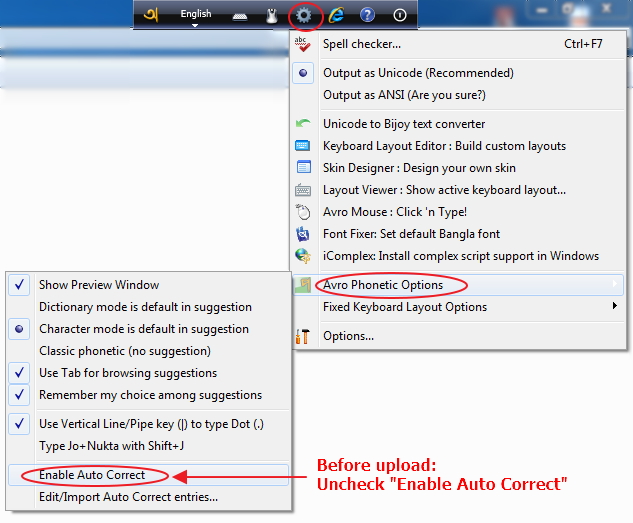 অ English
Spell checker... Ctrl+F7
Output as Unicode (Recommended)
Output as ANSI (Are you sure?)
Unicode to Bijoy text converter
Keyboard Layout Editor : Build custom layouts
Skin Designer : Design your own skin
Layout Viewer : Show active keyboard layout...
Avro Mouse : Click 'n Type!
Font Fixer: Set default Bangla font
iComplex: Install complex script support in Windows
Avro Phonetic Options
Fixed Keyboard Layout Options
Options...
Show Preview Window
Dictionary mode is default in suggestion
Character mode is default in suggestion
Classic phonetic (no suggestion)
Use Tab for browsing suggestions
Remember my choice among suggestions
Use Vertical Line/Pipe key (|) to type Dot (.)
Type Jo+Nukta with Shift+J
Enable Auto Correct
Edit/Import Auto Correct entries...
Before upload:
Uncheck "Enable Auto Correct"